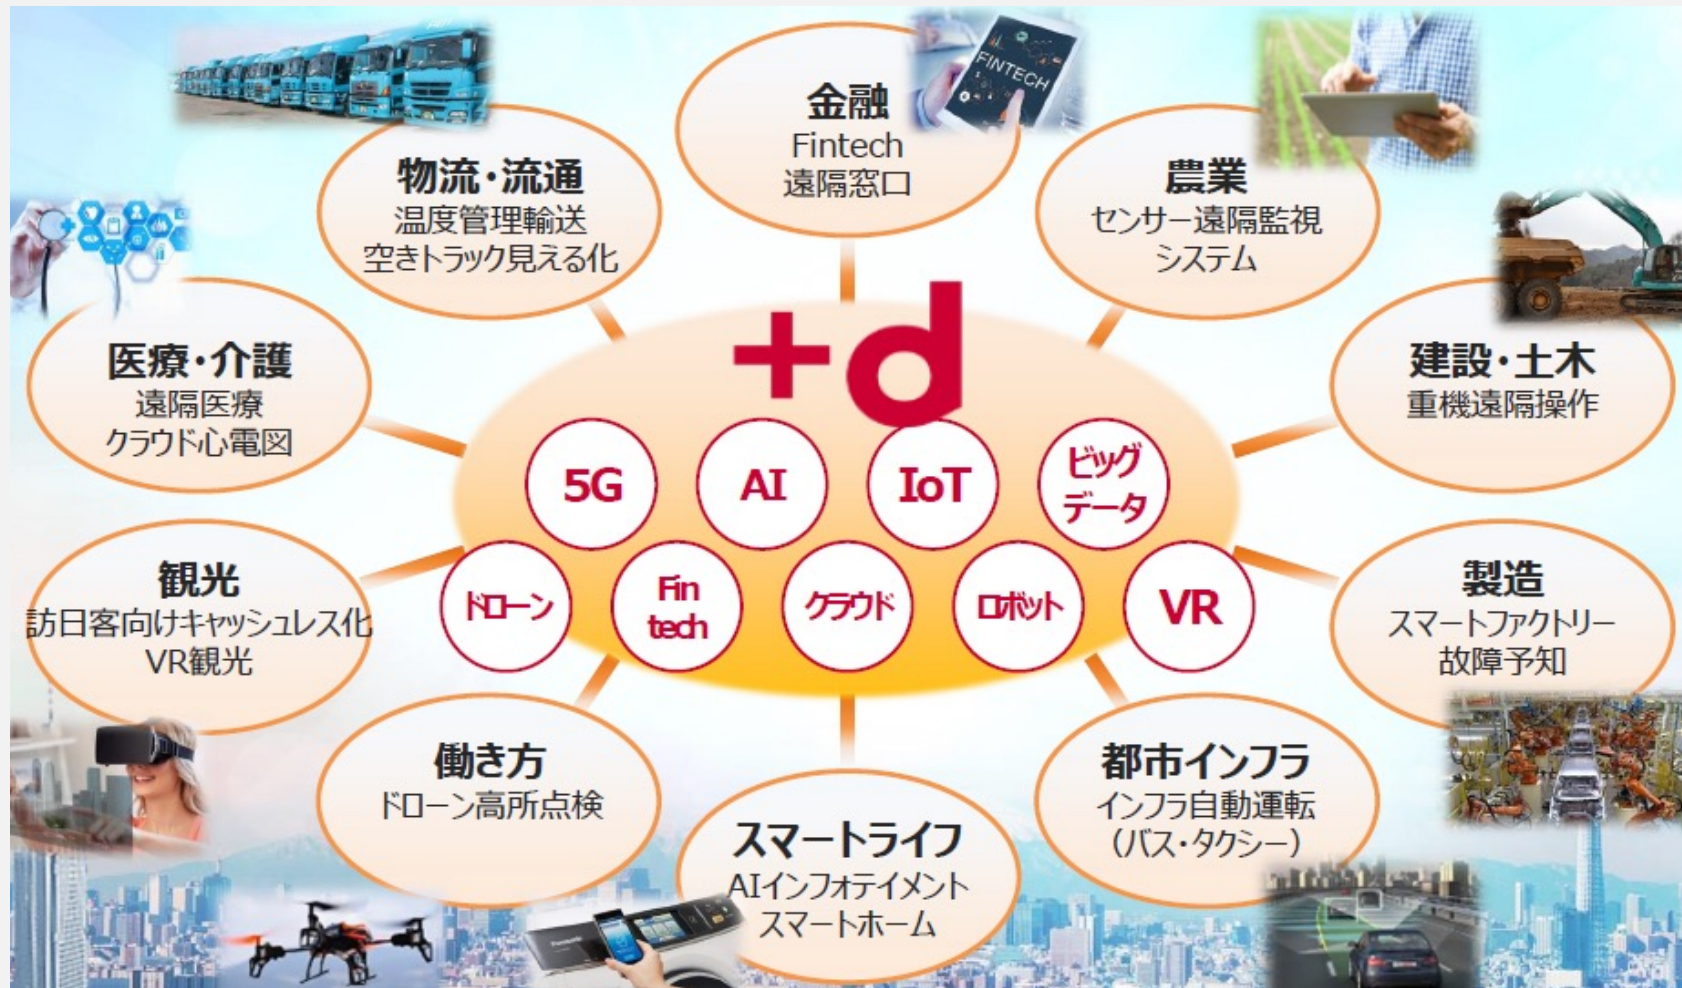 金融
Fintech
遠隔窓口
FINTECH
物流・流通
温度管理輸送
空きトラック見える化
農業
センサー遠隔監視
システム
医療・介護
遠隔医療
クラウド心電図
建設・土木
重機遠隔操作
+d
5G
AI
IoT
ビッグ
データ
ドローン
Fin
tech
クラウド
ロボット
VR
観光
訪日客向けキャッシュレス化
VR観光
製造
スマートファクトリー
故障予知
働き方
ドローン高所点検
スマートライフ
AIインフォテイメント
スマートホーム
都市インフラ
インフラ自動運転
（バス・タクシー）
Panasonic